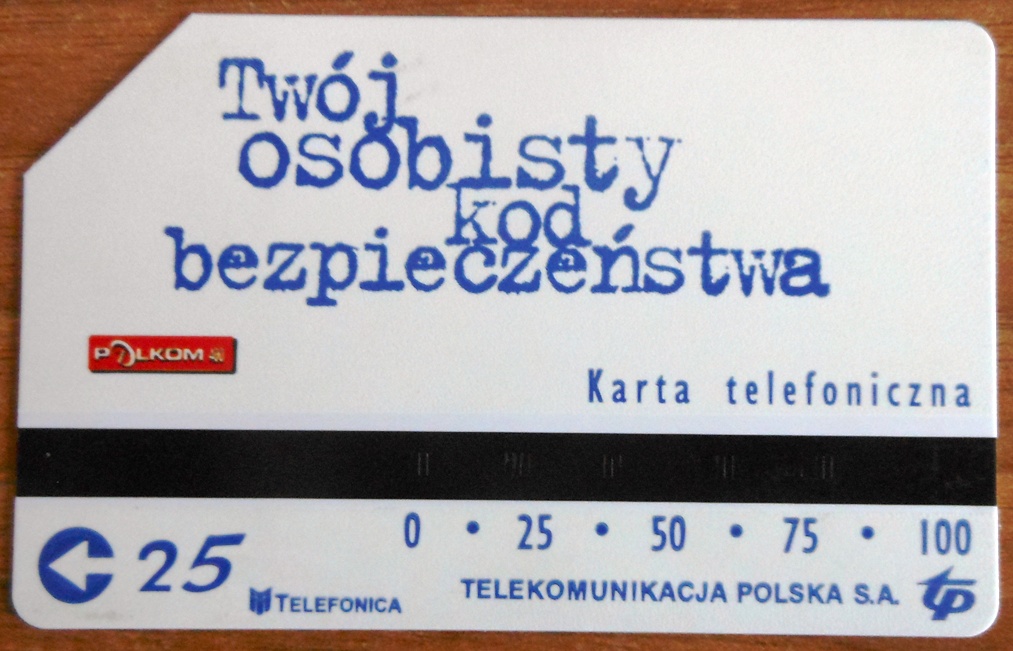 Twój
osobisty
kod
bezpieczeństwa
POLKOM
Karta telefoniczna
0 • 25 • 50 • 75 • 100
25
TELEFONICA
TELEKOMUNIKACJA POLSKA S.A.
tp